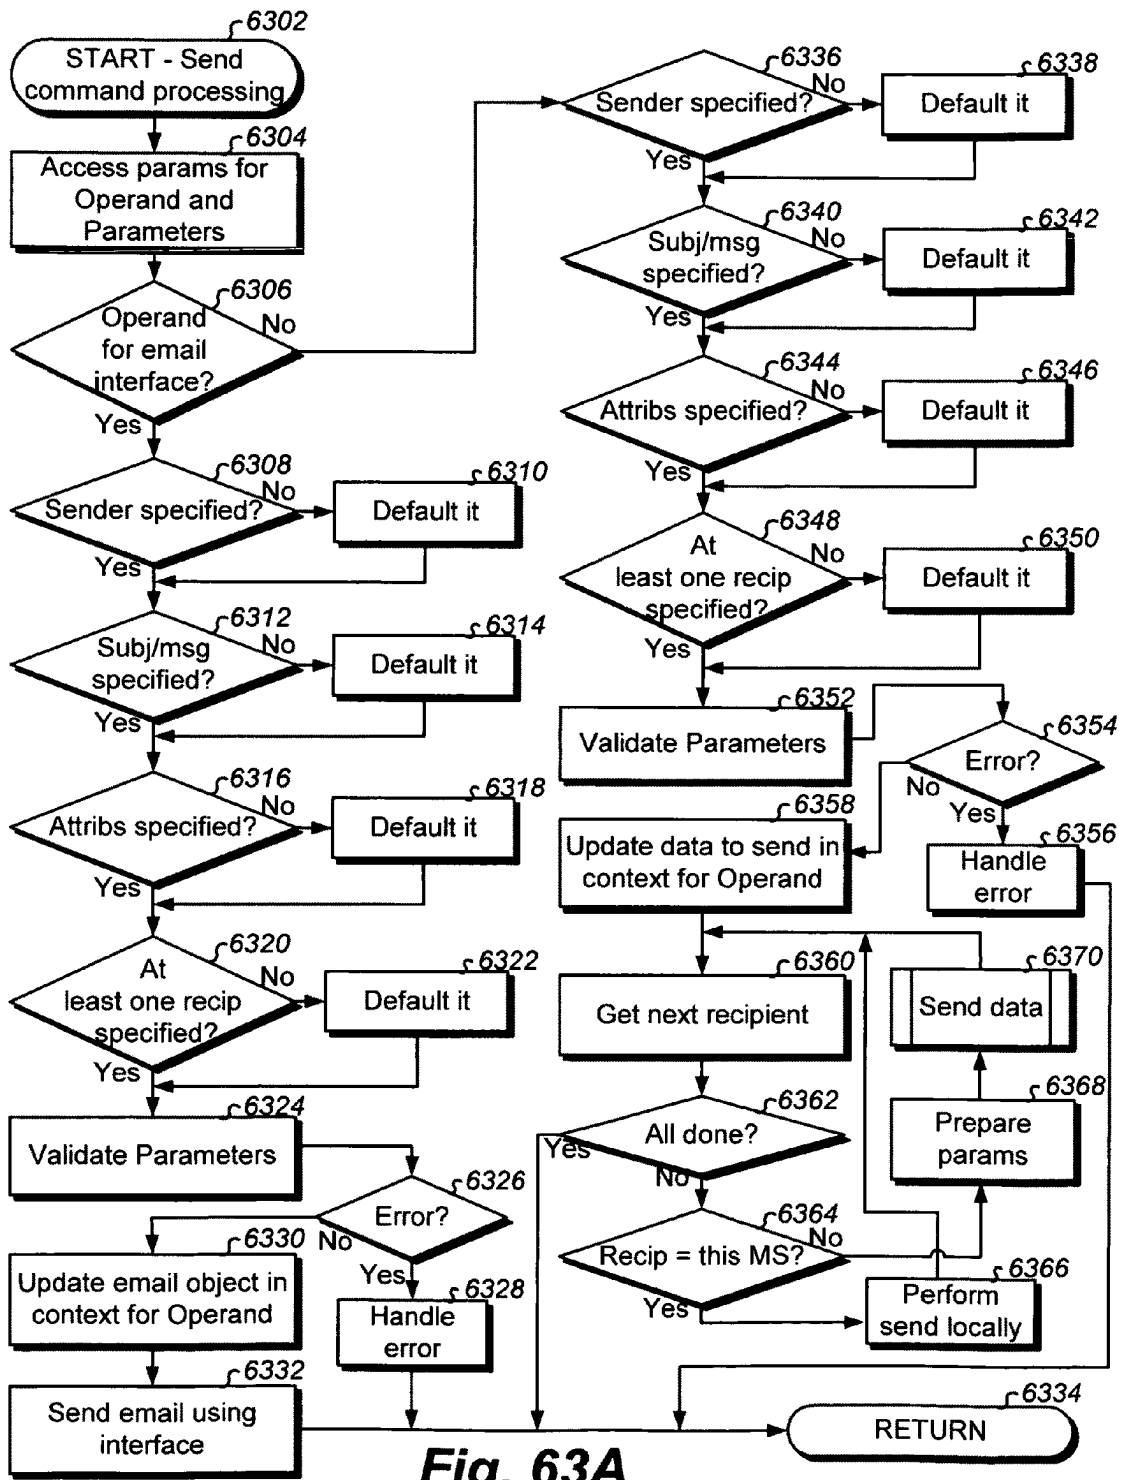 6302
START - Send
command processing
6304
Access params for
Operand and
Parameters
6306
Operand
for email
interface?
No
Yes
6308
Sender specified?
No
Yes
6310
Default it
6312
Subj/msg
specified?
No
Yes
6314
Default it
6316
Attribs specified?
No
Yes
6318
Default it
6320
At
least one recip
specified?
No
Yes
6322
Default it
6324
Validate Parameters
6326
Error?
No
Yes
6328
Handle
error
6330
Update email object in
context for Operand
6332
Send email using
interface
6336
Sender specified?
No
Yes
6338
Default it
6340
Subj/msg
specified?
No
Yes
6342
Default it
6344
Attribs specified?
No
Yes
6346
Default it
6348
At
least one recip
specified?
No
Yes
6350
Default it
6352
Validate Parameters
6354
Error?
No
Yes
6356
Handle
error
6358
Update data to send in
context for Operand
6360
Get next recipient
6362
All done?
Yes
No
6364
Recip = this MS?
No
Yes
6366
Perform
send locally
6368
Prepare
params
6370
Send data
6334
RETURN
Fig. 63A